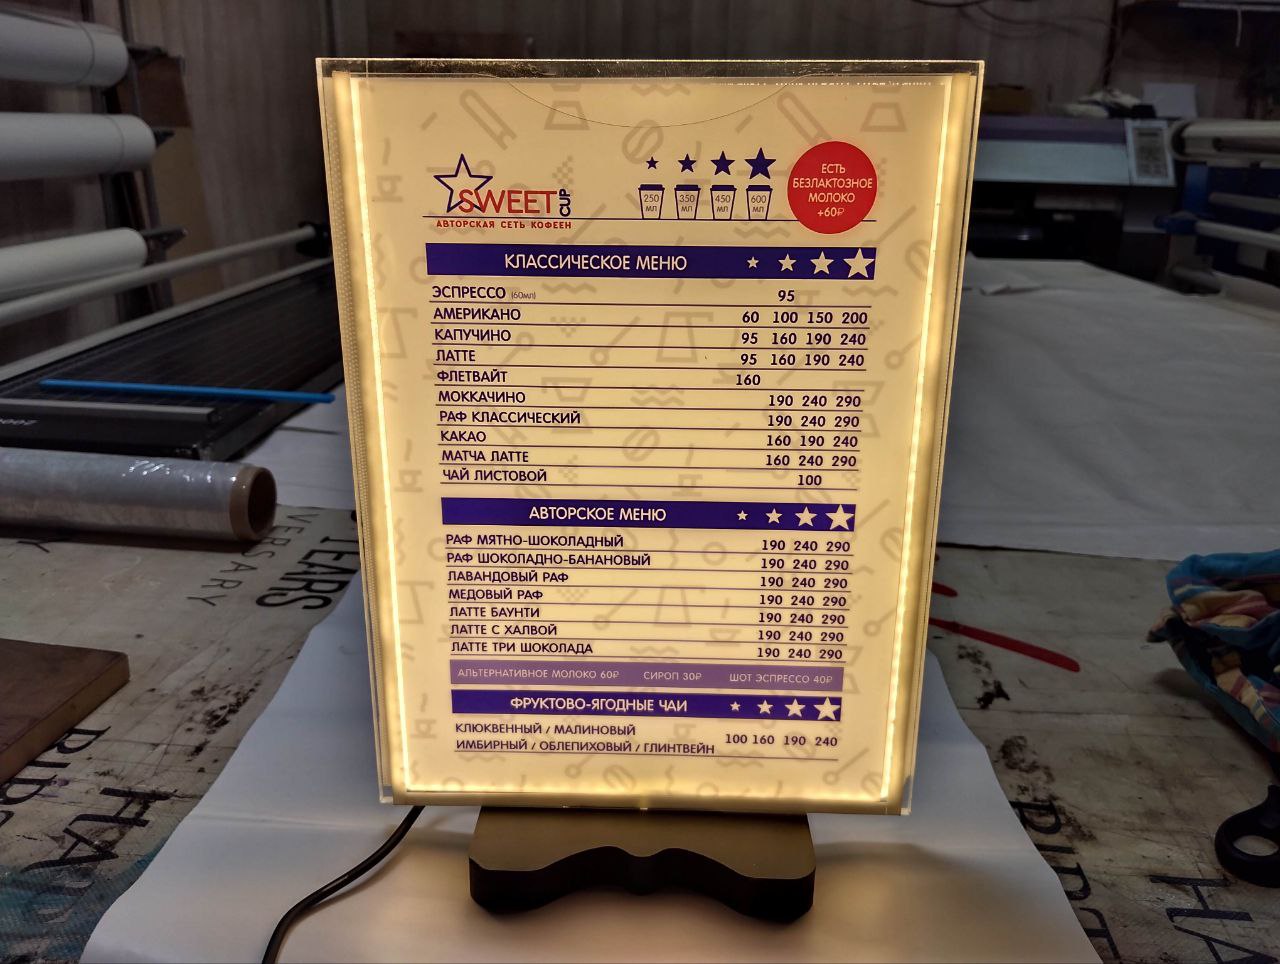 SWEET CUP
АВТОРСКАЯ СЕТЬ КОФЕЕН
250 МЛ 350 МЛ 450 МЛ 600 МЛ
ЕСТЬ
БЕЗЛАКТОЗНОЕ
МОЛОКО
+60₽
КЛАССИЧЕСКОЕ МЕНЮ
ЭСПРЕССО (60мл) 95
АМЕРИКАНО 60 100 150 200
КАПУЧИНО 95 160 190 240
ЛАТТЕ 95 160 190 240
ФЛЕТВАЙТ 160
МОККАЧИНО 190 240 290
РАФ КЛАССИЧЕСКИЙ 190 240 290
КАКАО 160 190 240
МАТЧА ЛАТТЕ 160 240 290
ЧАЙ ЛИСТОВОЙ 100
АВТОРСКОЕ МЕНЮ
РАФ МЯТНО-ШОКОЛАДНЫЙ 190 240 290
РАФ ШОКОЛАДНО-БАНАНОВЫЙ 190 240 290
ЛАВАНДОВЫЙ РАФ 190 240 290
МЕДОВЫЙ РАФ 190 240 290
ЛАТТЕ БАУНТИ 190 240 290
ЛАТТЕ С ХАЛВОЙ 190 240 290
ЛАТТЕ ТРИ ШОКОЛАДА 190 240 290
АЛЬТЕРНАТИВНОЕ МОЛОКО 60₽ СИРОП 30₽ ШОТ ЭСПРЕССО 40₽
ФРУКТОВО-ЯГОДНЫЕ ЧАИ
КЛЮКВЕННЫЙ / МАЛИНОВЫЙ
ИМБИРНЫЙ / ОБЛЕПИХОВЫЙ / ГЛИНТВЕЙН 100 160 190 240
YEARS
VERSARY